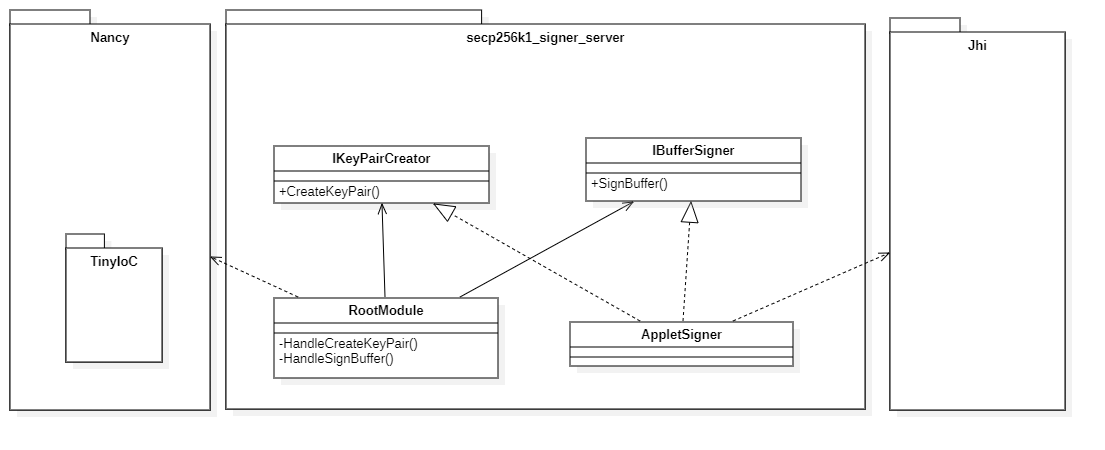 Nancy
TinyIoC
secp256k1_signer_server
IKeyPairCreator
+CreateKeyPair()
IBufferSigner
+SignBuffer()
RootModule
-HandleCreateKeyPair()
-HandleSignBuffer()
AppletSigner
Jhi